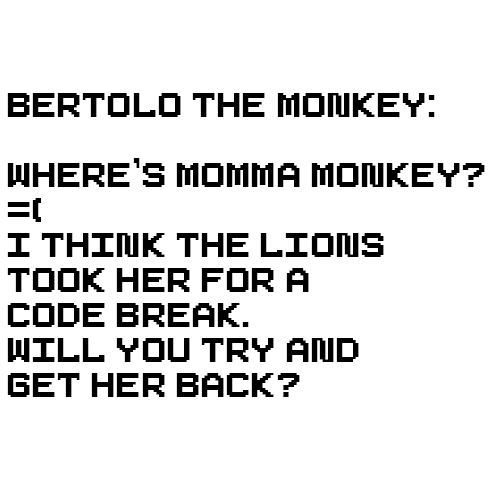 BERTOLO THE MONKEY:
WHERE'S MOMMA MONKEY?
=(
I THINK THE LIONS
TOOK HER FOR A
CODE BREAK.
WILL YOU TRY AND
GET HER BACK?